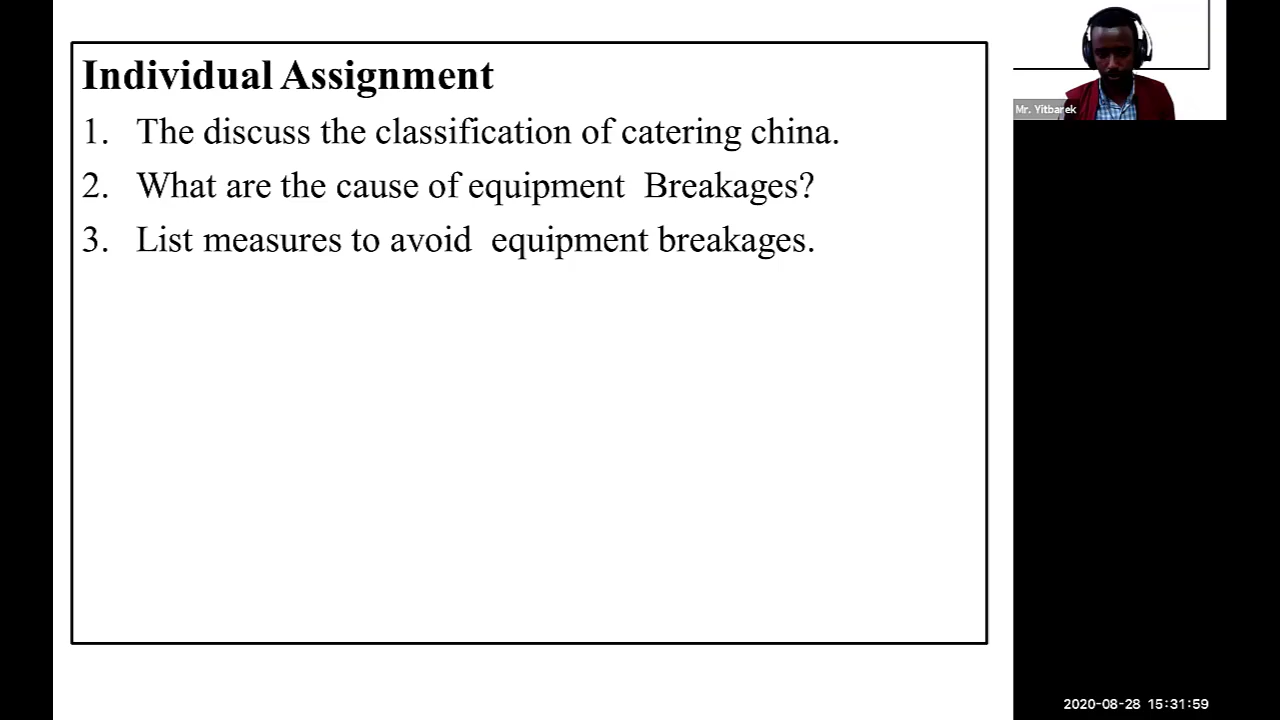 Individual Assignment
1. The discuss the classification of catering china.
2. What are the cause of equipment Breakages?
3. List measures to avoid equipment breakages.
Mr. Yitbarek
2020-08-28 15:31:59